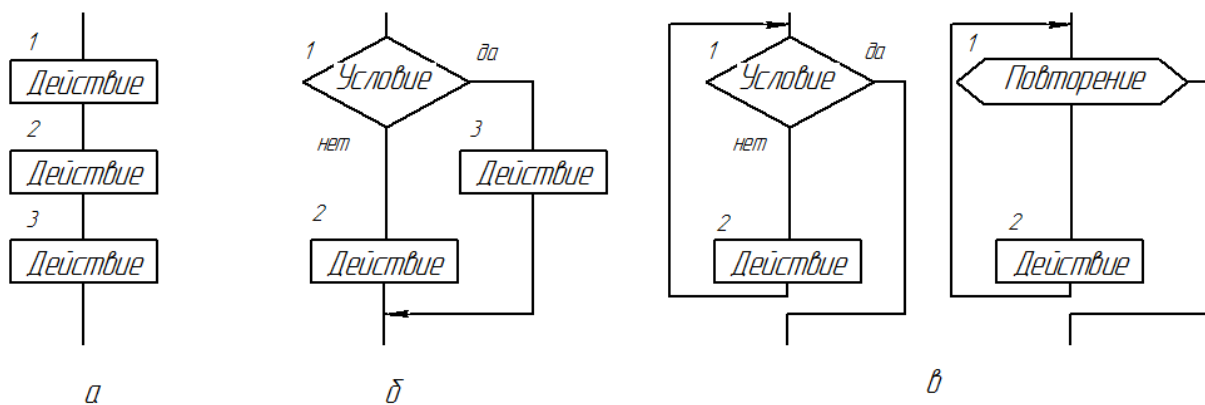 1
Действие
2
Действие
3
Действие
а
1
Условие
да
нет
3
Действие
2
Действие
б
1
Условие
да
нет
2
Действие
1
Повторение
2
Действие
в